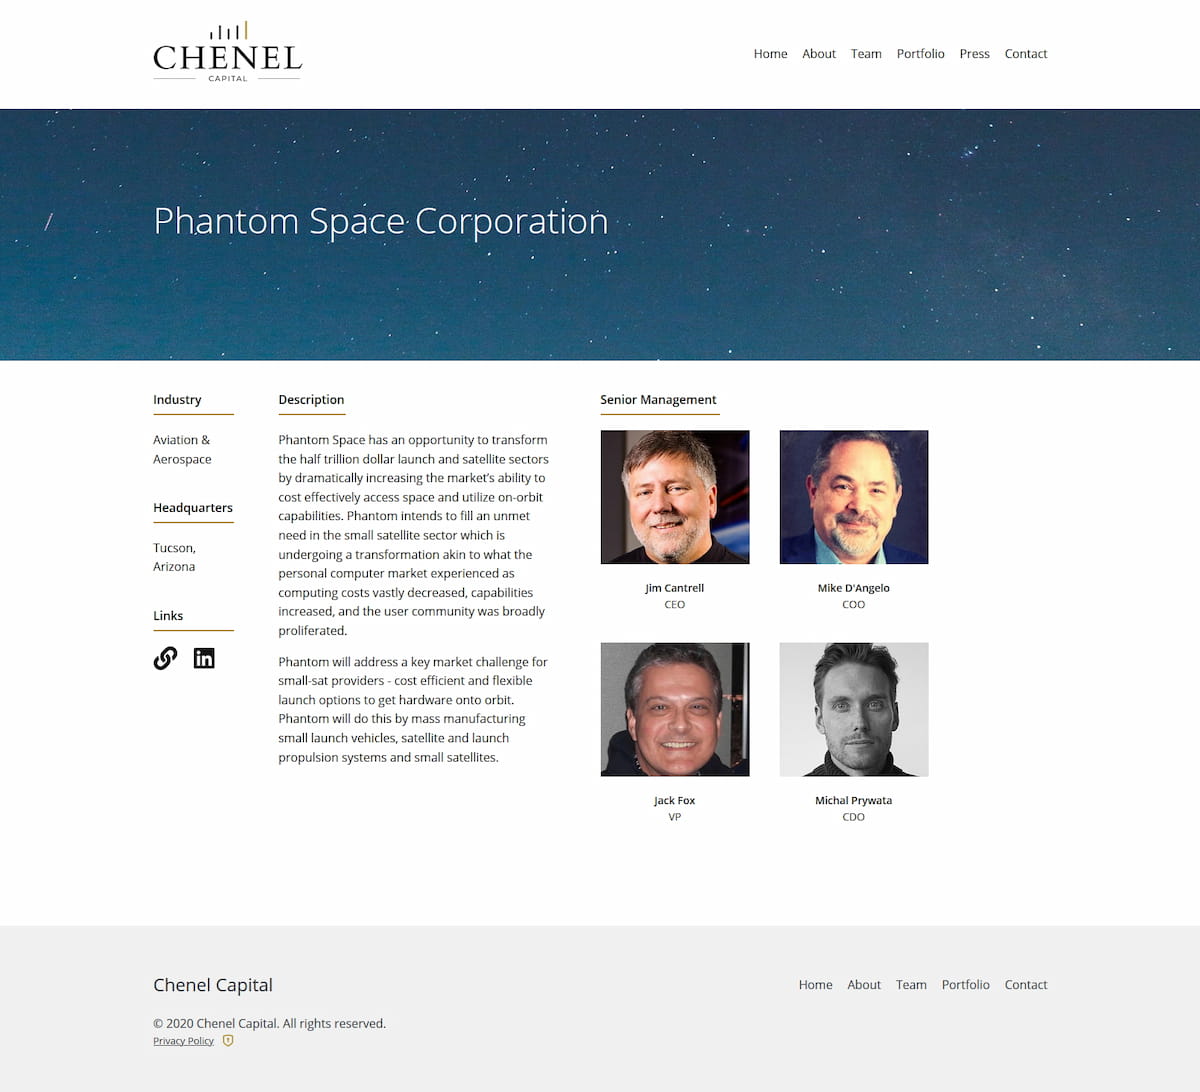 CHENEL
CAPITAL
Home About Team Portfolio Press Contact
Phantom Space Corporation
Industry
Aviation &
Aerospace
Headquarters
Tucson,
Arizona
Links
Description
Phantom Space has an opportunity to transform
the half trillion dollar launch and satellite sectors
by dramatically increasing the market’s ability to
cost effectively access space and utilize on-orbit
capabilities. Phantom intends to fill an unmet
need in the small satellite sector which is
undergoing a transformation akin to what the
personal computer market experienced as
computing costs vastly decreased, capabilities
increased, and the user community was broadly
proliferated.
Phantom will address a key market challenge for
small-sat providers - cost efficient and flexible
launch options to get hardware onto orbit.
Phantom will do this by mass manufacturing
small launch vehicles, satellite and launch
propulsion systems and small satellites.
Senior Management
Jim Cantrell
CEO
Mike D'Angelo
COO
Jack Fox
VP
Michal Prywata
CDO
Chenel Capital
Home About Team Portfolio Contact
© 2020 Chenel Capital. All rights reserved.
Privacy Policy